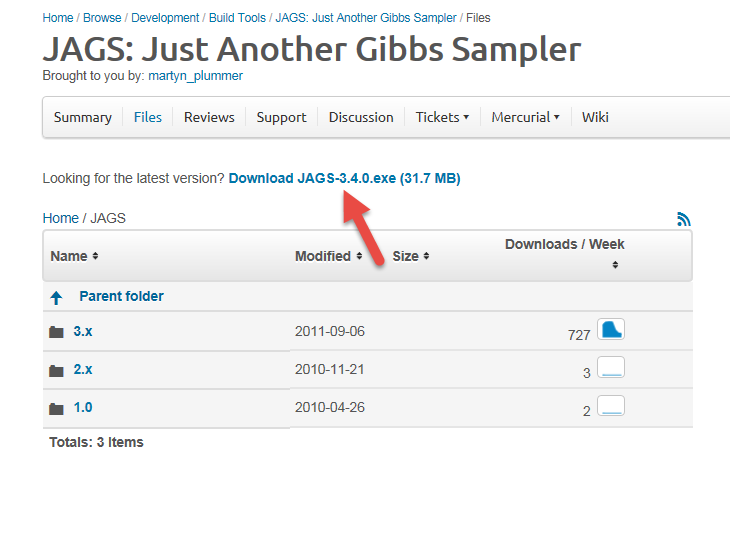 Home / Browse / Development / Build Tools / JAGS: Just Another Gibbs Sampler / Files
JAGS: Just Another Gibbs Sampler
Brought to you by: martyn_plummer
Summary Files Reviews Support Discussion Tickets Mercurial Wiki
Looking for the latest version? Download JAGS-3.4.0.exe (31.7 MB)
Home / JAGS
Name Modified Size Downloads / Week
Parent folder
3.x 2011-09-06 727
2.x 2010-11-21 3
1.0 2010-04-26 2
Totals: 3 Items